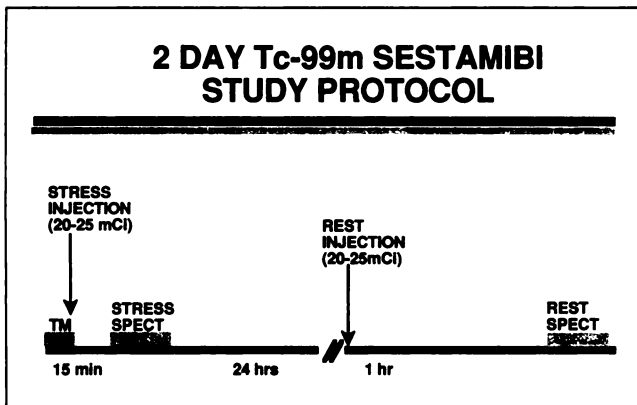 2 DAY Tc-99m SESTAMIBI
STUDY PROTOCOL
STRESS
INJECTION
(20-25 mCi)
REST
INJECTION
(20-25mCi)
TM
STRESS
SPECT
REST
SPECT
15 min
24 hrs
1 hr